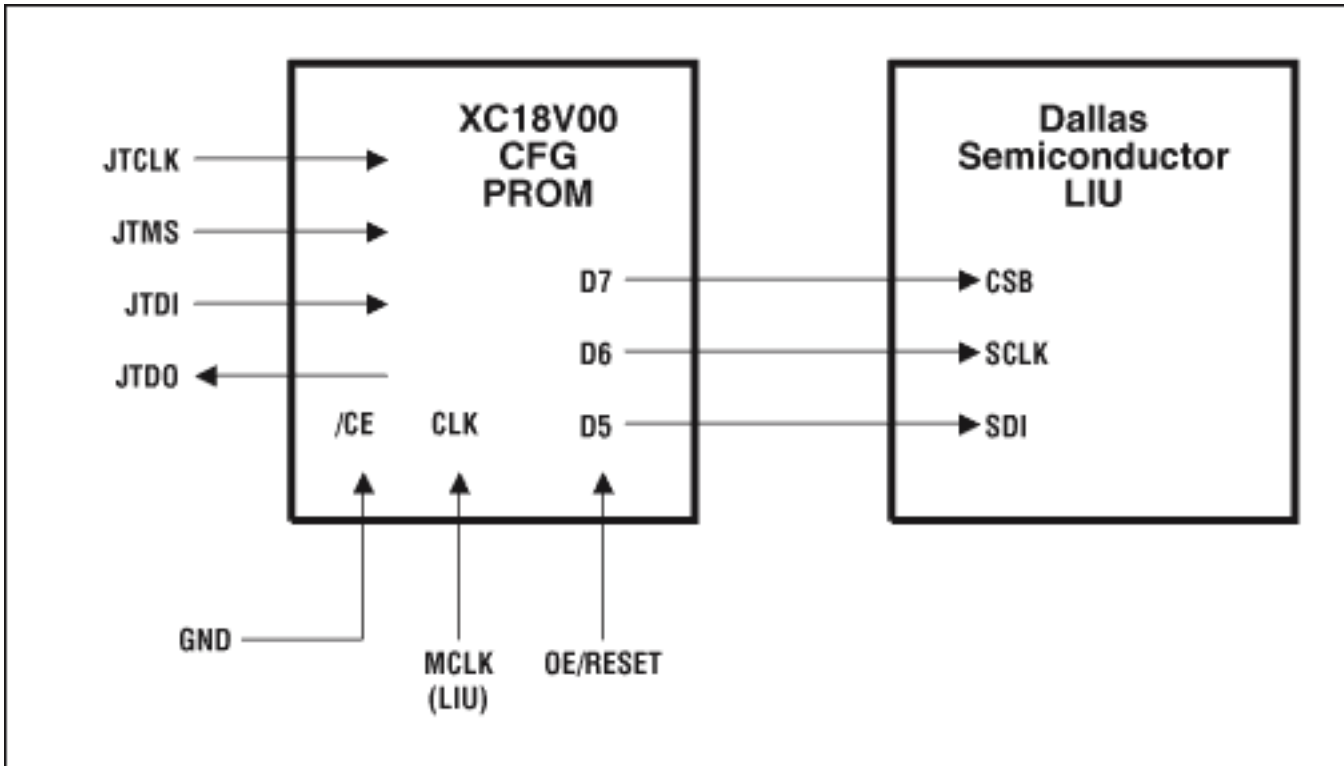 XC18V00
CFG
PROM
Dallas
Semiconductor
LIU
JTCLK
JTMS
JTDI
JTDO
D7
CSB
D6
SCLK
/CE
CLK
D5
SDI
GND
MCLK
(LIU)
OE/RESET